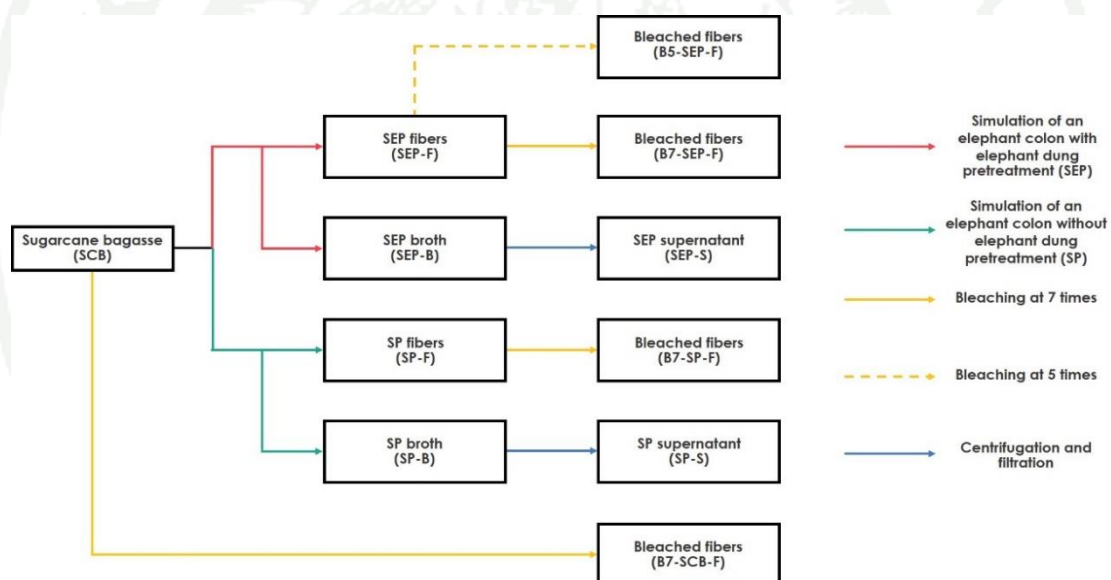 Bleached fibers
(B5-SEP-F)
SEP fibers
(SEP-F)
Bleached fibers
(B7-SEP-F)
Simulation of an
elephant colon with
elephant dung
pretreatment (SEP)
Sugarcane bagasse
(SCB)
SEP broth
(SEP-B)
SEP supernatant
(SEP-S)
Simulation of an
elephant colon without
elephant dung
pretreatment (SP)
Bleaching at 7 times
SP fibers
(SP-F)
Bleached fibers
(B7-SP-F)
Bleaching at 5 times
SP broth
(SP-B)
SP supernatant
(SP-S)
Centrifugation and
filtration
Bleached fibers
(B7-SCB-F)